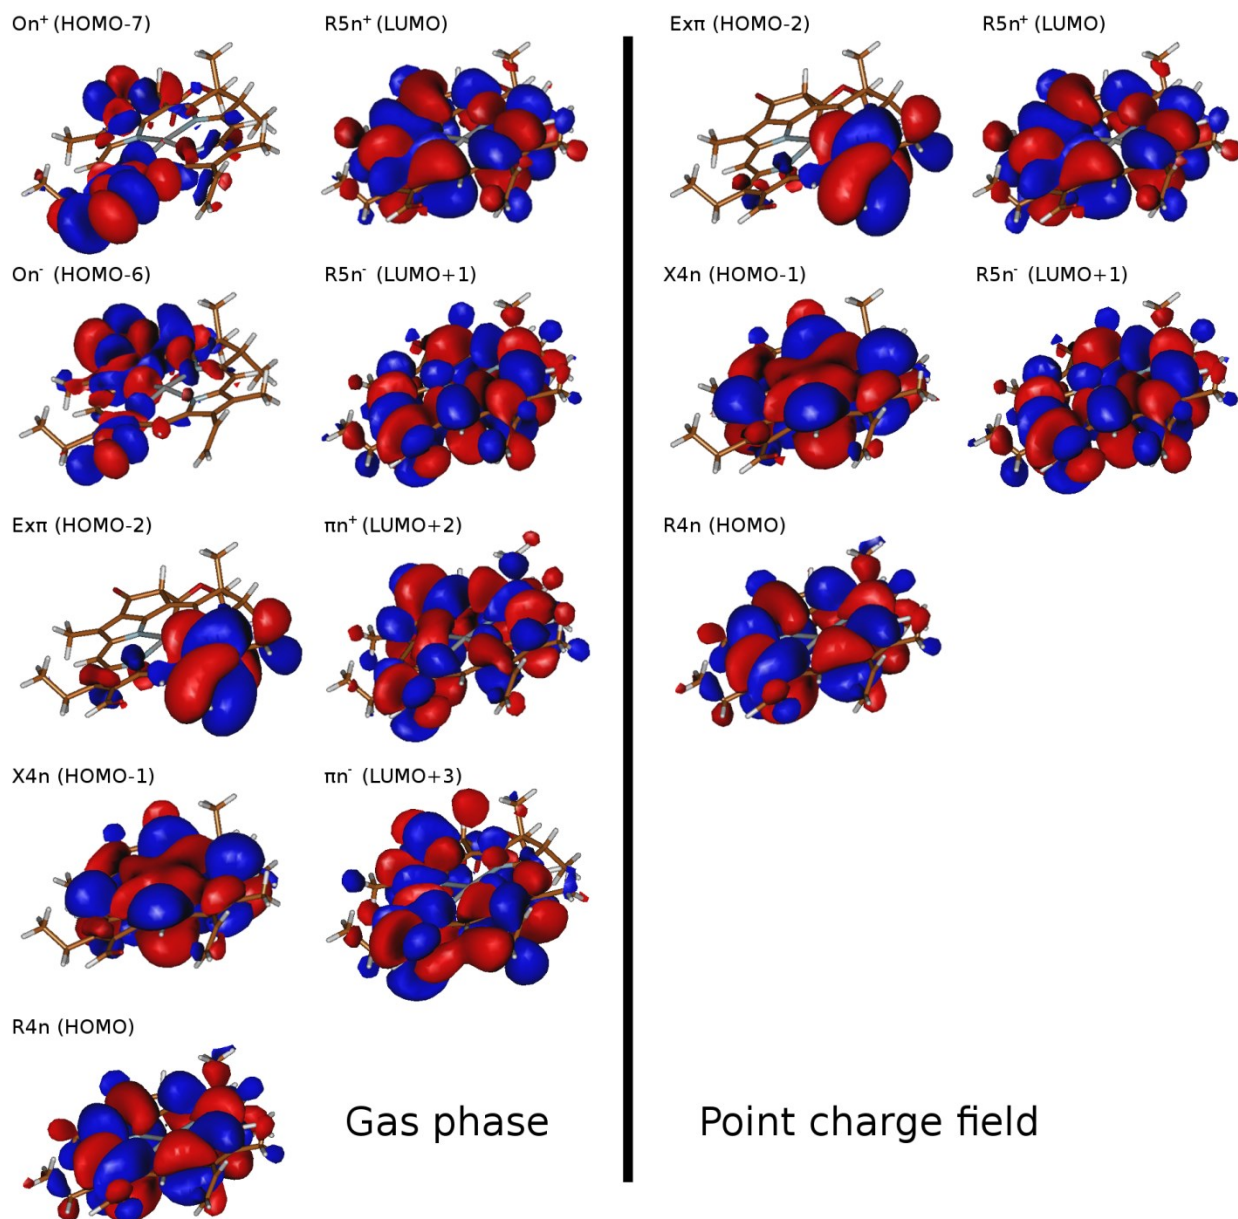 On⁺ (HOMO-7)
R5n⁺ (LUMO)
On⁻ (HOMO-6)
R5n⁻ (LUMO+1)
Exπ (HOMO-2)
πn⁺ (LUMO+2)
X4n (HOMO-1)
πn⁻ (LUMO+3)
R4n (HOMO)
Gas phase
Exπ (HOMO-2)
R5n⁺ (LUMO)
X4n (HOMO-1)
R5n⁻ (LUMO+1)
R4n (HOMO)
Point charge field